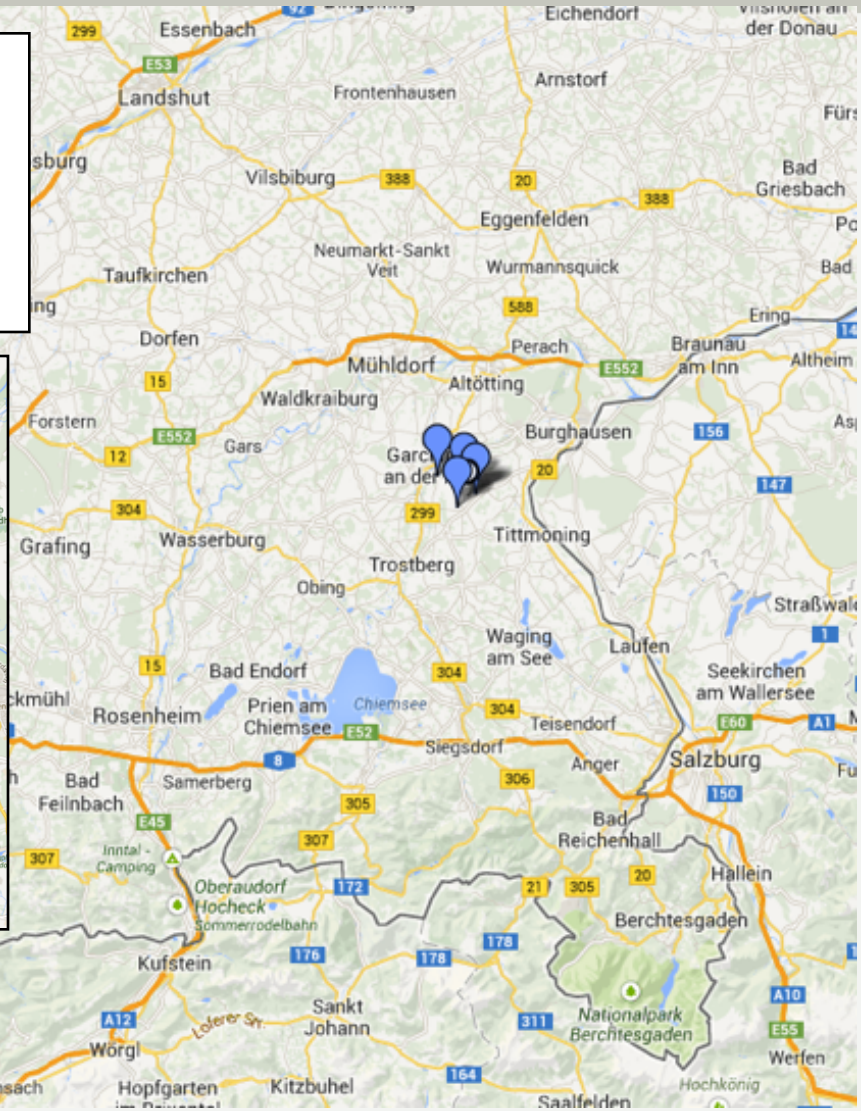 Eichendorf
299
Essenbach
der Donau
E53
Landshut
Frontenhausen
Arnstorf
Vilsbiburg
388
20
Bad
Griesbach
388
Eggenfelden
Neumarkt-Sankt
Veit
Wurmannsquick
Bad
Taufkirchen
588
Ering
Dorfen
Perach
Braunau
am Inn
Mühldorf
E552
Altheim
15
Altötting
Waldkraiburg
Forstern
E552
Gars
12
Burghausen
156
an der
20
147
304
299
Grafing
Wasserburg
Tittmoning
Trostberg
Obing
Waging
am See
Laufen
1
15
Bad Endorf
304
Seekirchen
am Wallersee
Rosenheim
Prien am
Chiemsee
Chiemsee
304
Teisendorf
E60
A1
E52
Siegsdorf
8
Anger
Salzburg
Bad
Feilnbach
Samerberg
306
150
305
E45
Bad
Reichenhall
307
307
Inntal -
Camping
Hallein
20
Oberaudorf
Hocheck
Sommerrodelbahn
172
21
305
Berchtesgaden
176
178
178
Kufstein
Nationalpark
Berchtesgaden
A10
A12
Loferer Str.
Sankt
Johann
311
E55
Wörgl
Werfen
164
Hopfgarten
Kitzbuhel
Hochkönig
Saalfelden